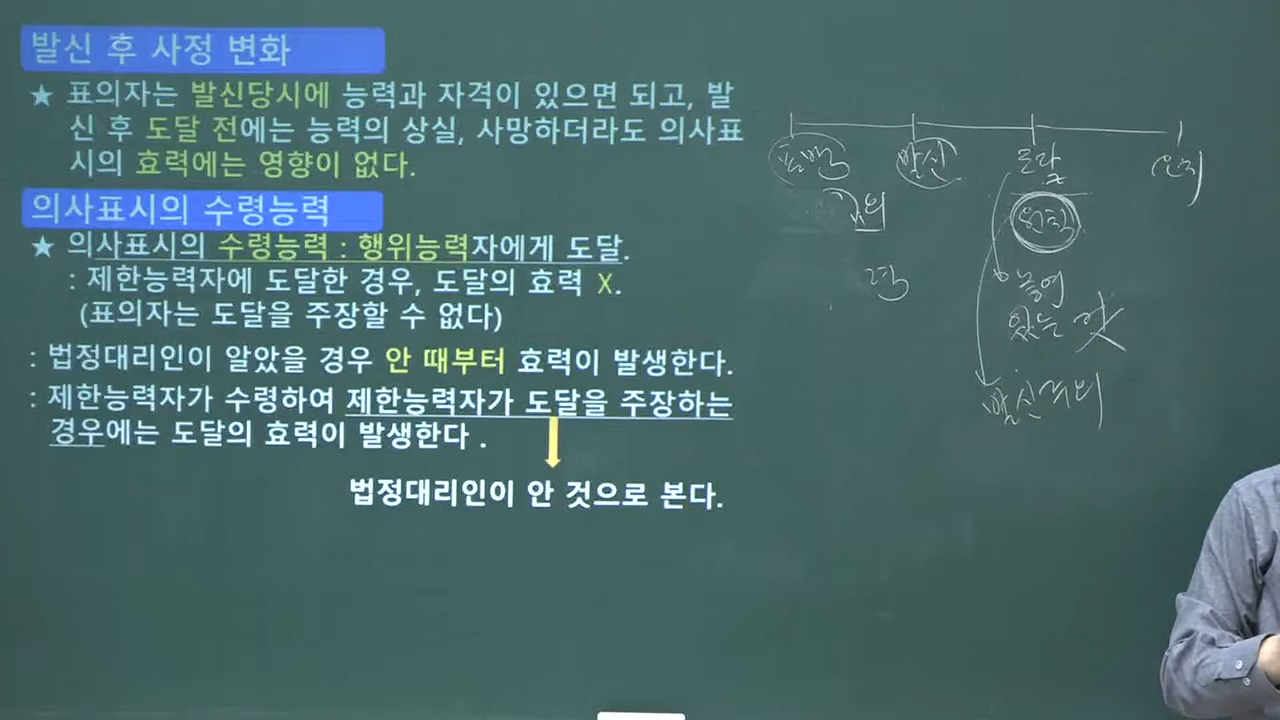 발신 후 사정 변화
★ 표의자는 발신당시에 능력과 자격이 있으면 되고, 발
신 후 도달 전에는 능력의 상실, 사망하더라도 의사표
시의 효력에는 영향이 없다.
의사표시의 수령능력
★ 의사표시의 수령능력 : 행위능력자에게 도달.
: 제한능력자에 도달한 경우, 도달의 효력 X.
(표의자는 도달을 주장할 수 없다)
: 법정대리인이 알았을 경우 안 때부터 효력이 발생한다.
: 제한능력자가 수령하여 제한능력자가 도달을 주장하는
경우에는 도달의 효력이 발생한다 .
법정대리인이 안 것으로 본다.
표백 발신 도달 요지
원칙
있는 것
발신주의